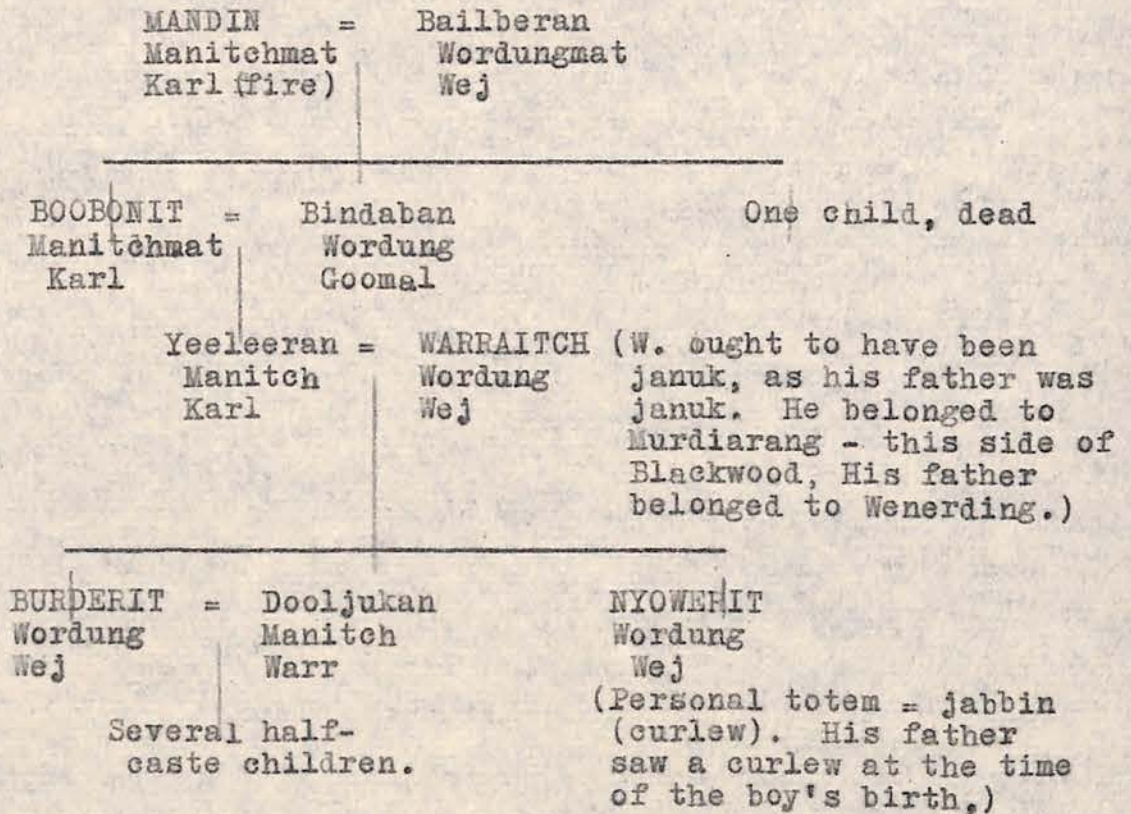 MANDIN = Bailberan
Manitchmat Wordungmat
Karl (fire) Wej
BOOBONIT = Bindaban One child, dead
Manitchmat Wordung
Karl Goomal
Yeeleeran = WARRAITCH (W. ought to have been
Manitch Wordung januk, as his father was
Karl Wej januk. He belonged to
Murdiarang - this side of
Blackwood, His father
belonged to Wenerding.)
BURDERIT = Dooljukan NYOWERIT
Wordung Manitch Wordung
Wej Warr Wej
(Personal totem = jabbin
Several half- (curlew). His father
caste children. saw a curlew at the time
of the boy's birth.)